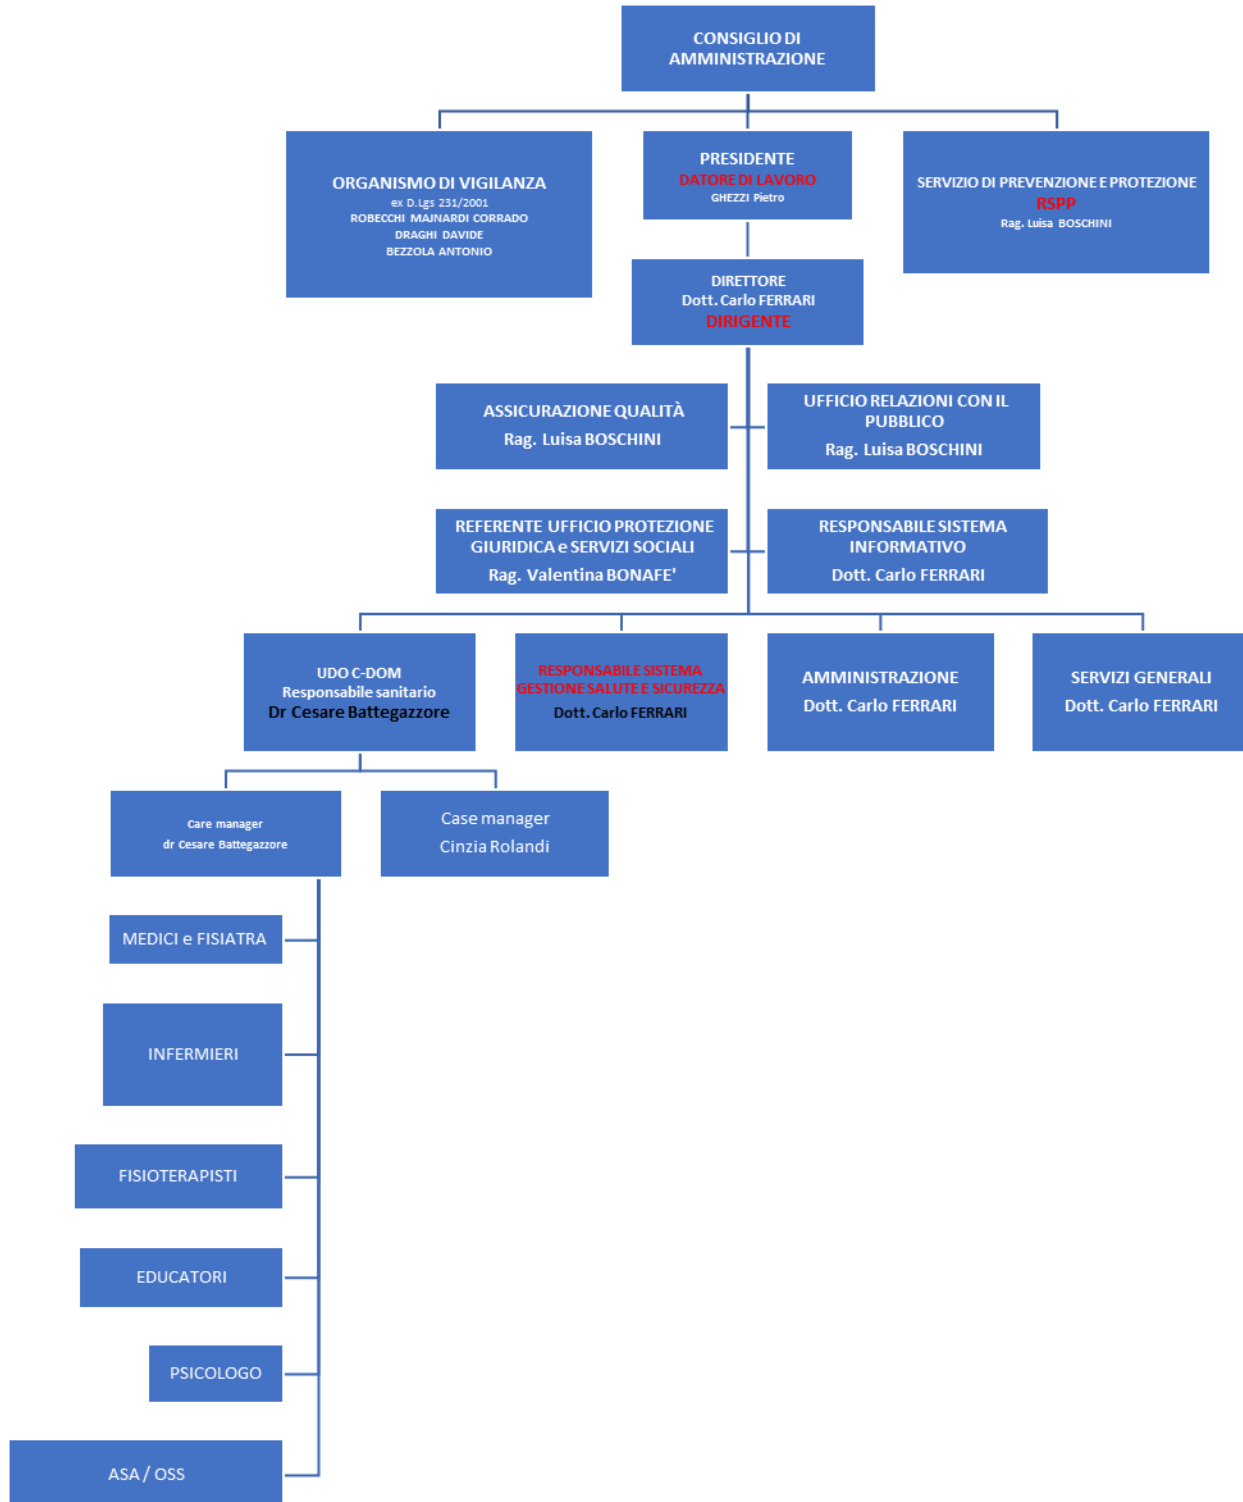 CONSIGLIO DI
AMMINISTRAZIONE
ORGANISMO DI VIGILANZA
ex D.Lgs 231/2001
ROBECCHI MAJNARDI CORRADO
DRAGHI DAVIDE
BEZZOLA ANTONIO
PRESIDENTE
DATORE DI LAVORO
GHEZZI Pietro
SERVIZIO DI PREVENZIONE E PROTEZIONE
RSPP
Rag. Luisa BOSCHINI
DIRETTORE
Dott. Carlo FERRARI
DIRIGENTE
ASSICURAZIONE QUALITÀ
Rag. Luisa BOSCHINI
UFFICIO RELAZIONI CON IL
PUBBLICO
Rag. Luisa BOSCHINI
REFERENTE UFFICIO PROTEZIONE
GIURIDICA e SERVIZI SOCIALI
Rag. Valentina BONAFE'
RESPONSABILE SISTEMA
INFORMATIVO
Dott. Carlo FERRARI
UDO C-DOM
Responsabile sanitario
Dr Cesare Battegazzore
RESPONSABILE SISTEMA
GESTIONE SALUTE E SICUREZZA
Dott. Carlo FERRARI
AMMINISTRAZIONE
Dott. Carlo FERRARI
SERVIZI GENERALI
Dott. Carlo FERRARI
Care manager
dr Cesare Battegazzore
Case manager
Cinzia Rolandi
MEDICI e FISIATRA
INFERMIERI
FISIOTERAPISTI
EDUCATORI
PSICOLOGO
ASA / OSS